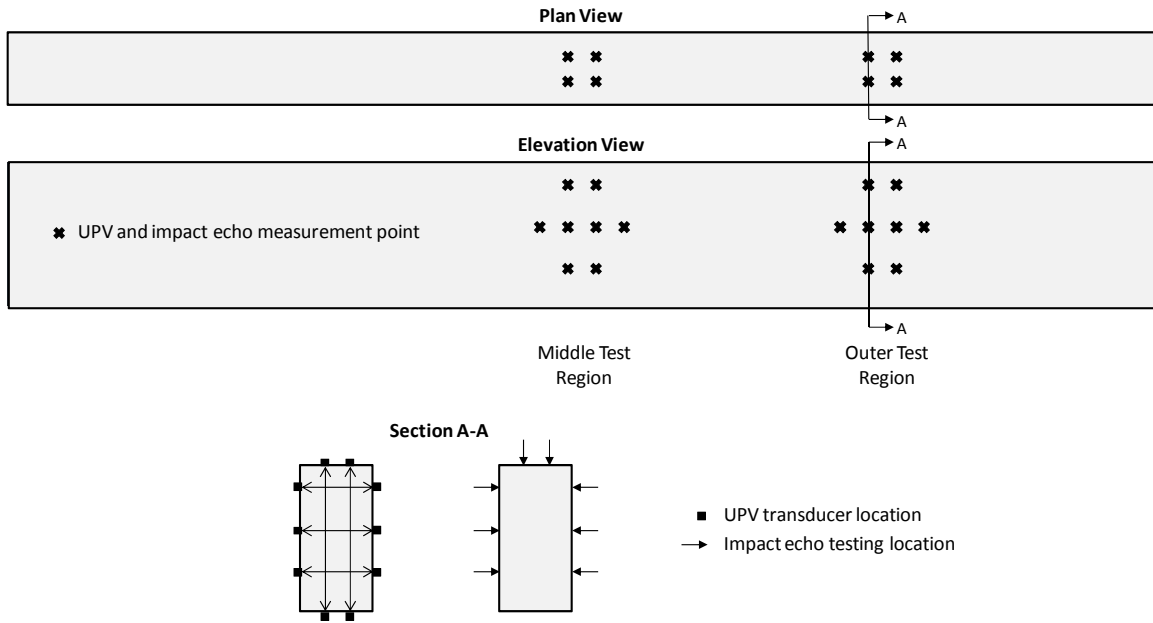 Plan View
A
A
Elevation View
A
UPV and impact echo measurement point
A
Middle Test
Region
Outer Test
Region
Section A-A
UPV transducer location
Impact echo testing location